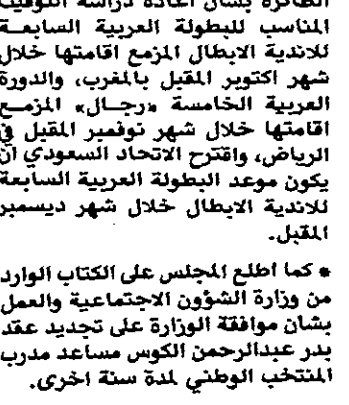 الطائرة بشأن اعادة دراسة التوقيت
المناسب للبطولة العربية السابعة
للاندية الابطال المزمع اقامتها خلال
شهر اكتوبر المقبل بالمغرب، والدورة
العربية الخامسة «رجال» المزمع
اقامتها خلال شهر نوفمبر المقبل في
الرياض، واقترح الاتحاد السعودي أن
يكون موعد البطولة العربية السابعة
للاندية الابطال خلال شهر ديسمبر
المقبل.
* كما اطلع المجلس على الكتاب الوارد
من وزارة الشؤون الاجتماعية والعمل
بشان موافقة الوزارة على تجديد عقد
بدر عبدالرحمن الكوس مساعد مدرب
المنتخب الوطني لمدة سنة اخرى.